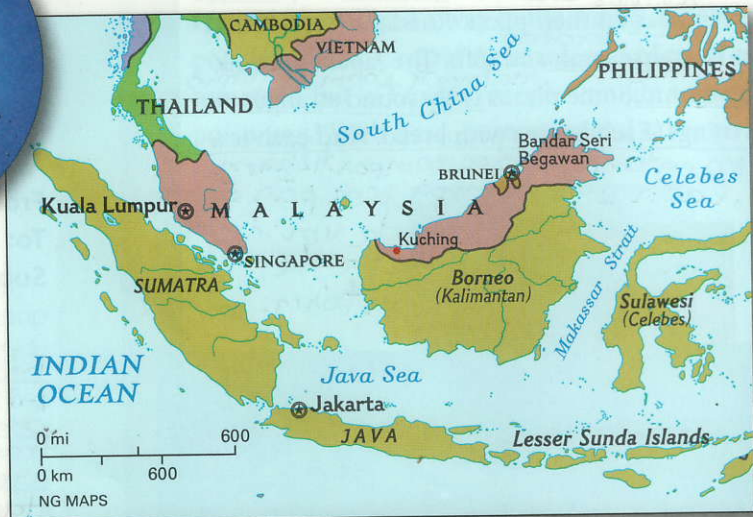 CAMBODIA
VIETNAM
THAILAND
South China Sea
PHILIPPINES
Bandar Seri
Begawan
BRUNEI
Celebes
Sea
Kuala Lumpur
MALAYSIA
Kuching
SINGAPORE
SUMATRA
Borneo
(Kalimantan)
Makassar Strait
Sulawesi
(Celebes)
INDIAN
OCEAN
Java Sea
Jakarta
JAVA
Lesser Sunda Islands
0 mi 600
0 km 600
NG MAPS